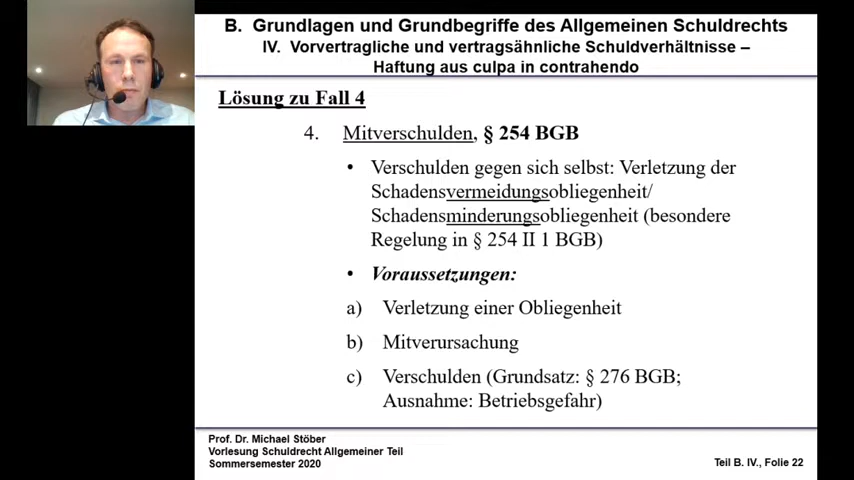 B. Grundlagen und Grundbegriffe des Allgemeinen Schuldrechts
IV. Vorvertragliche und vertragsähnliche Schuldverhältnisse –
Haftung aus culpa in contrahendo
Lösung zu Fall 4
4. Mitverschulden, § 254 BGB
• Verschulden gegen sich selbst: Verletzung der
Schadensvermeidungsobliegenheit/
Schadensminderungsobliegenheit (besondere
Regelung in § 254 II 1 BGB)
• Voraussetzungen:
a) Verletzung einer Obliegenheit
b) Mitverursachung
c) Verschulden (Grundsatz: § 276 BGB;
Ausnahme: Betriebsgefahr)
Prof. Dr. Michael Stöber
Vorlesung Schuldrecht Allgemeiner Teil
Sommersemester 2020
Teil B. IV., Folie 22